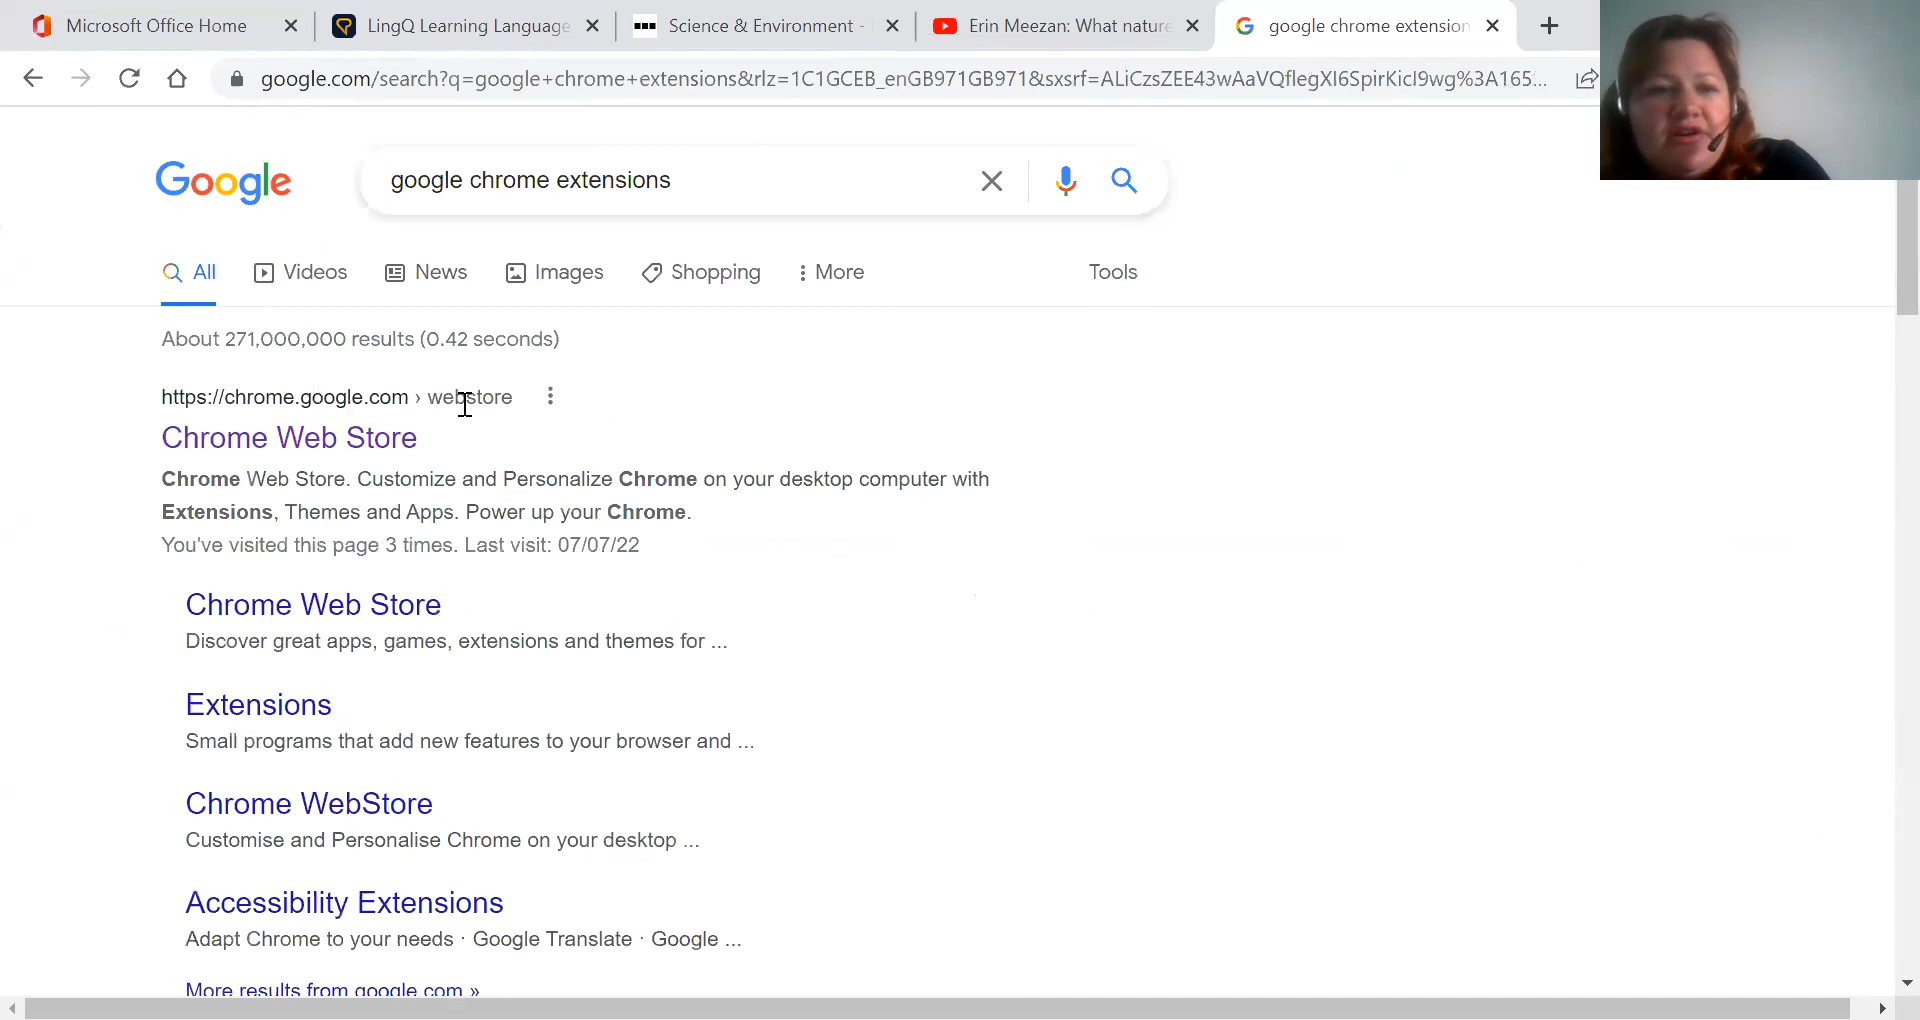 Microsoft Office Home
LingQ Learning Language
Science & Environment -
Erin Meezan: What nature
google chrome extension
google.com/search?q=google+chrome+extensions&rlz=1C1GCEB_enGB971GB971&sxsrf=ALiCzsZEE43wAaVQflegXI6SpirKicI9wg%3A165...
Google
google chrome extensions
All
Videos
News
Images
Shopping
More
Tools
About 271,000,000 results (0.42 seconds)
https://chrome.google.com › webstore
Chrome Web Store
Chrome Web Store. Customize and Personalize Chrome on your desktop computer with
Extensions, Themes and Apps. Power up your Chrome.
You've visited this page 3 times. Last visit: 07/07/22
Chrome Web Store
Discover great apps, games, extensions and themes for ...
Extensions
Small programs that add new features to your browser and ...
Chrome WebStore
Customise and Personalise Chrome on your desktop ...
Accessibility Extensions
Adapt Chrome to your needs · Google Translate · Google ...
More results from google.com »